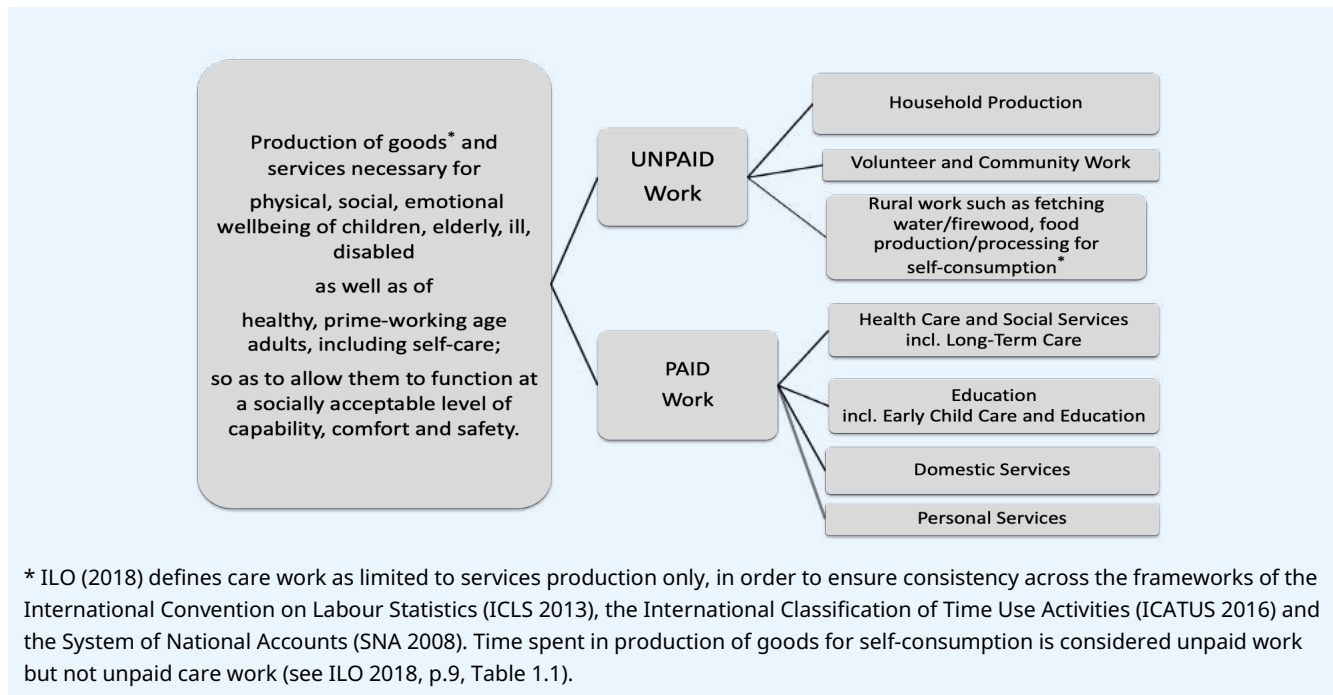 Production of goods* and
services necessary for
physical, social, emotional
wellbeing of children, elderly, ill,
disabled
as well as of
healthy, prime-working age
adults, including self-care;
so as to allow them to function at
a socially acceptable level of
capability, comfort and safety.
UNPAID
Work
Household Production
Volunteer and Community Work
Rural work such as fetching
water/firewood, food
production/processing for
self-consumption*
PAID
Work
Health Care and Social Services
incl. Long-Term Care
Education
incl. Early Child Care and Education
Domestic Services
Personal Services
* ILO (2018) defines care work as limited to services production only, in order to ensure consistency across the frameworks of the
International Convention on Labour Statistics (ICLS 2013), the International Classification of Time Use Activities (ICATUS 2016) and
the System of National Accounts (SNA 2008). Time spent in production of goods for self-consumption is considered unpaid work
but not unpaid care work (see ILO 2018, p.9, Table 1.1).